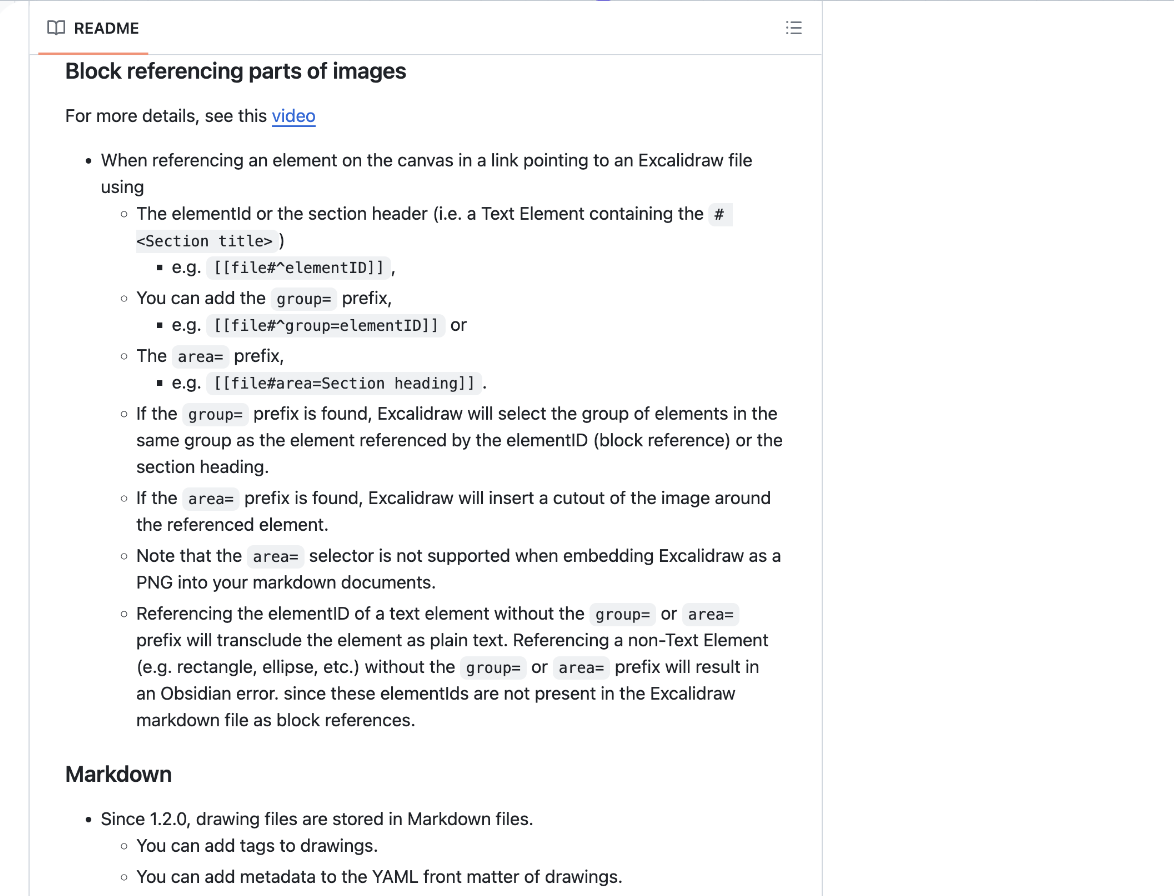 README
Block referencing parts of images
For more details, see this video
• When referencing an element on the canvas in a link pointing to an Excalidraw file
using
◦ The elementId or the section header (i.e. a Text Element containing the #
<Section title> )
▪ e.g. [[file#^elementID]] ,
◦ You can add the group= prefix,
▪ e.g. [[file#^group=elementID]] or
◦ The area= prefix,
▪ e.g. [[file#area=Section heading]] .
◦ If the group= prefix is found, Excalidraw will select the group of elements in the
same group as the element referenced by the elementID (block reference) or the
section heading.
◦ If the area= prefix is found, Excalidraw will insert a cutout of the image around
the referenced element.
◦ Note that the area= selector is not supported when embedding Excalidraw as a
PNG into your markdown documents.
◦ Referencing the elementID of a text element without the group= or area=
prefix will transclude the element as plain text. Referencing a non-Text Element
(e.g. rectangle, ellipse, etc.) without the group= or area= prefix will result in
an Obsidian error. since these elementIds are not present in the Excalidraw
markdown file as block references.
Markdown
• Since 1.2.0, drawing files are stored in Markdown files.
◦ You can add tags to drawings.
◦ You can add metadata to the YAML front matter of drawings.